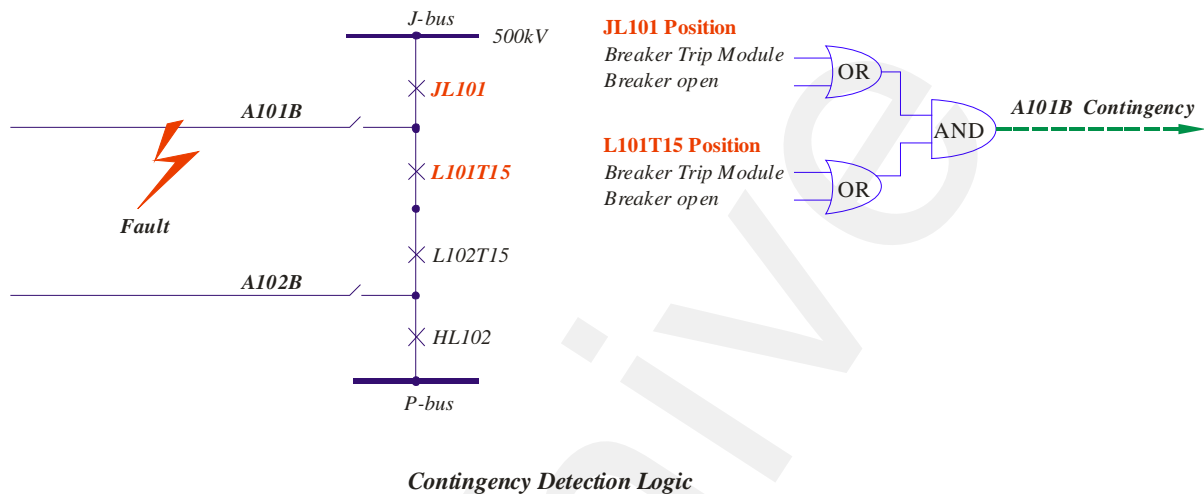 J-bus
500kV
JL101
A101B
L101T15
Fault
L102T15
A102B
HL102
P-bus
JL101 Position
Breaker Trip Module
Breaker open
OR
L101T15 Position
Breaker Trip Module
Breaker open
OR
AND
A101B Contingency
Contingency Detection Logic